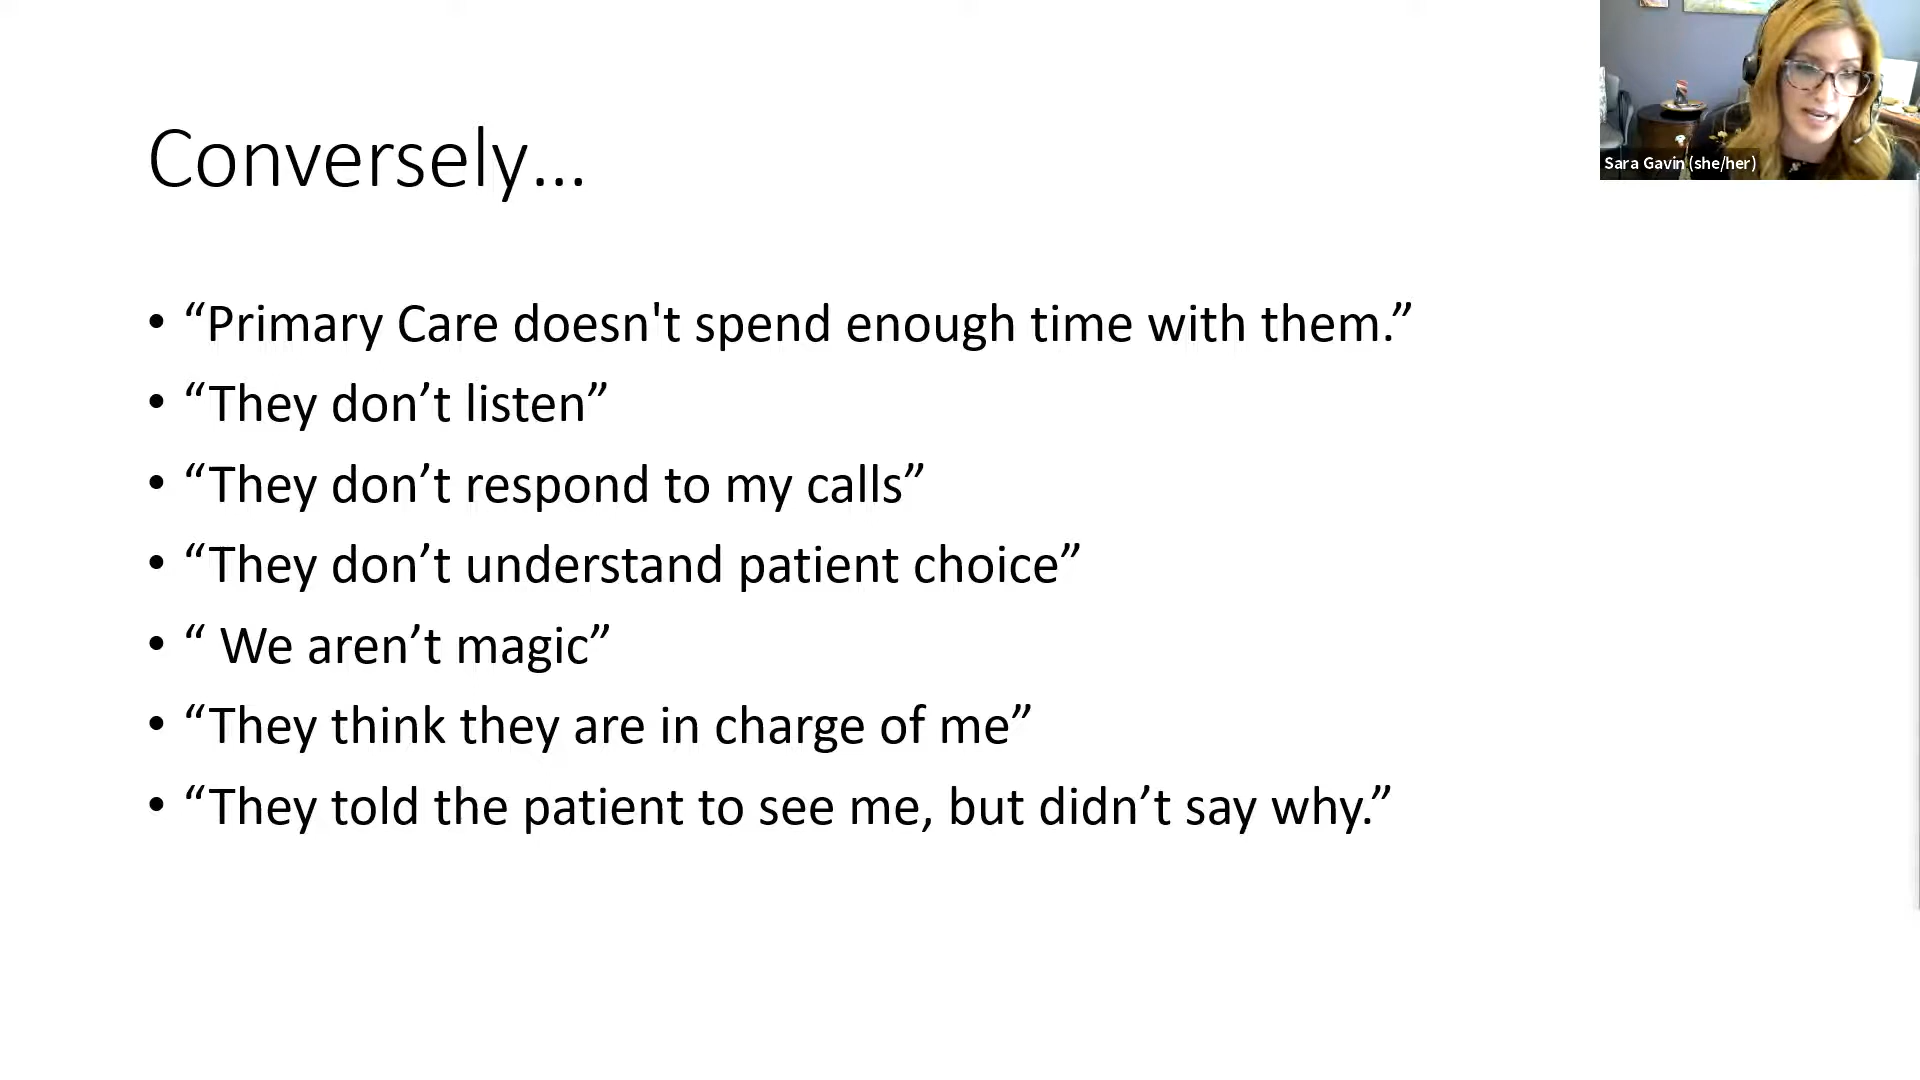 Conversely…
• “Primary Care doesn't spend enough time with them.”
• “They don’t listen”
• “They don’t respond to my calls”
• “They don’t understand patient choice”
• “ We aren’t magic”
• “They think they are in charge of me”
• “They told the patient to see me, but didn’t say why.”
Sara Gavin (she/her)